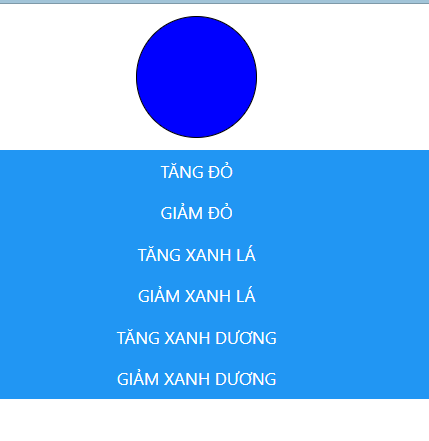 TĂNG ĐỎ
GIẢM ĐỎ
TĂNG XANH LÁ
GIẢM XANH LÁ
TĂNG XANH DƯƠNG
GIẢM XANH DƯƠNG